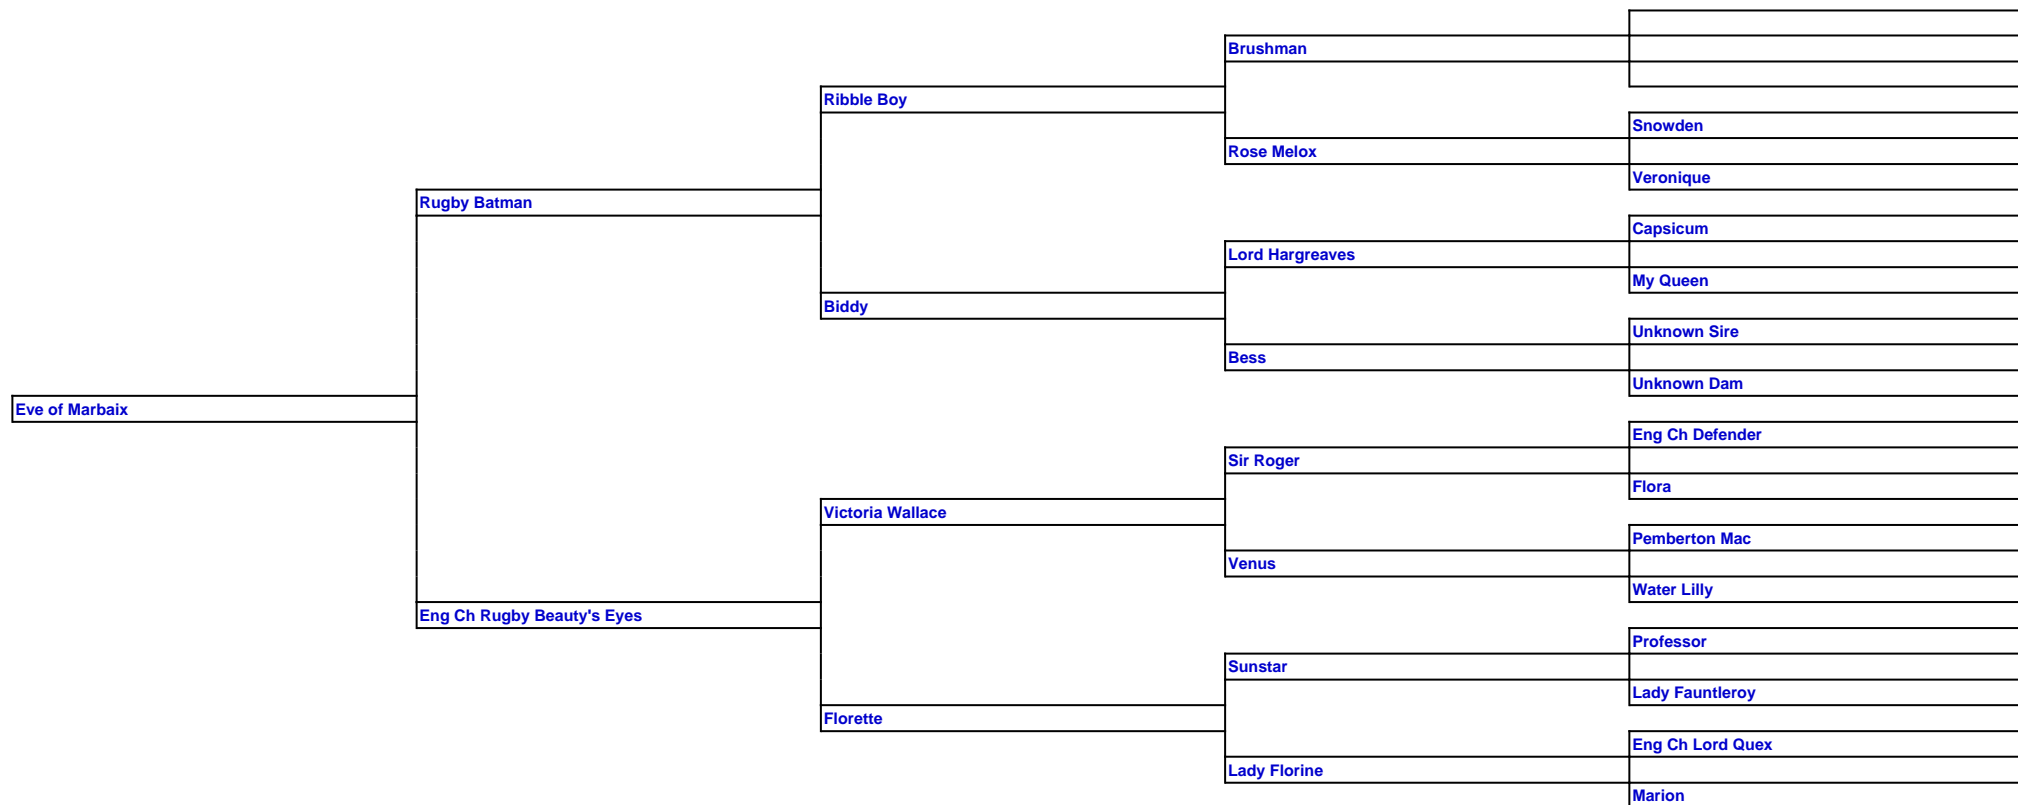 Brushman
Ribble Boy
Snowden
Rose Melox
Veronique
Rugby Batman
Capsicum
Lord Hargreaves
My Queen
Biddy
Unknown Sire
Bess
Unknown Dam
Eve of Marbaix
Eng Ch Defender
Sir Roger
Flora
Victoria Wallace
Pemberton Mac
Venus
Water Lilly
Eng Ch Rugby Beauty's Eyes
Professor
Sunstar
Lady Fauntleroy
Florette
Eng Ch Lord Quex
Lady Florine
Marion